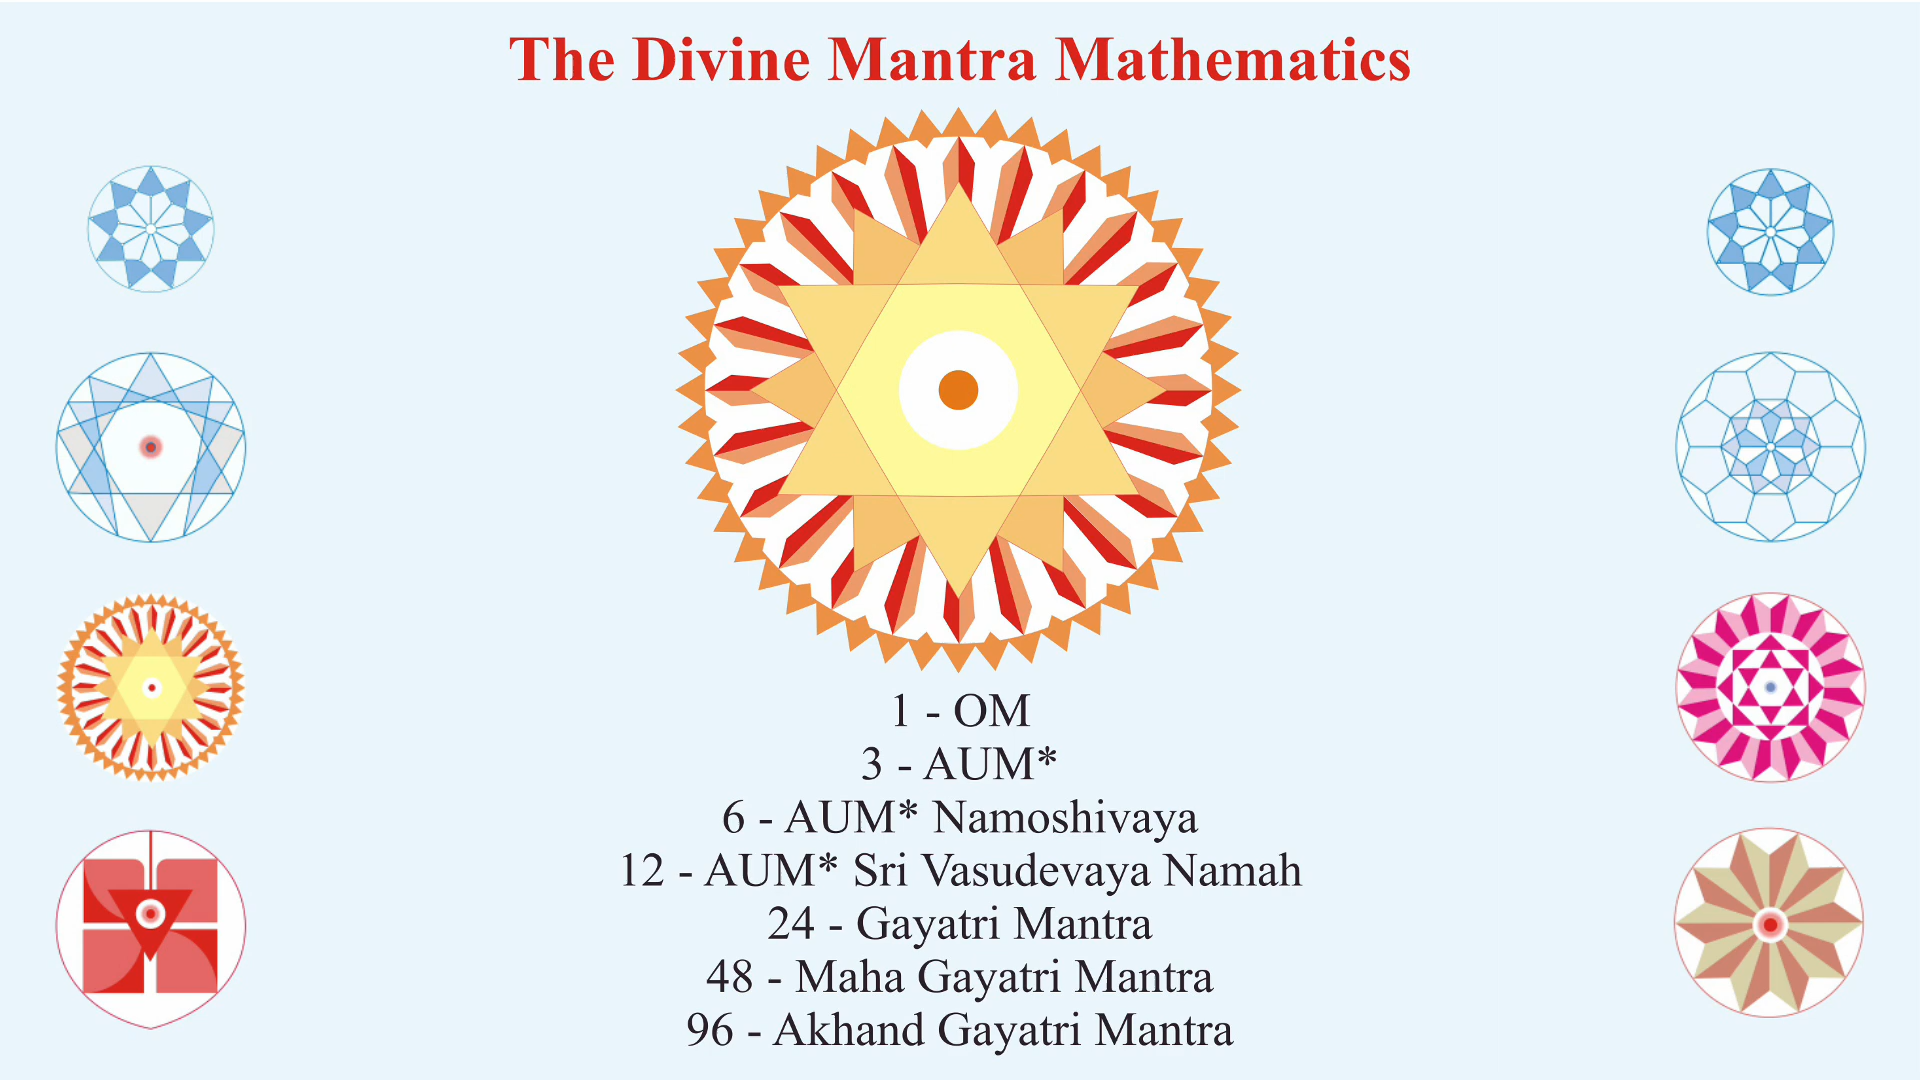 The Divine Mantra Mathematics
1 - OM
3 - AUM*
6 - AUM* Namoshivaya
12 - AUM* Sri Vasudevaya Namah
24 - Gayatri Mantra
48 - Maha Gayatri Mantra
96 - Akhand Gayatri Mantra